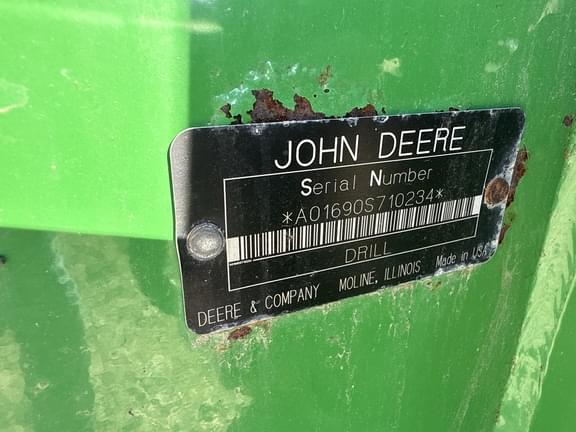 JOHN DEERE
Serial Number
*A01690S710234*
DRILL
DEERE & COMPANY MOLINE, ILLINOIS Made in USA